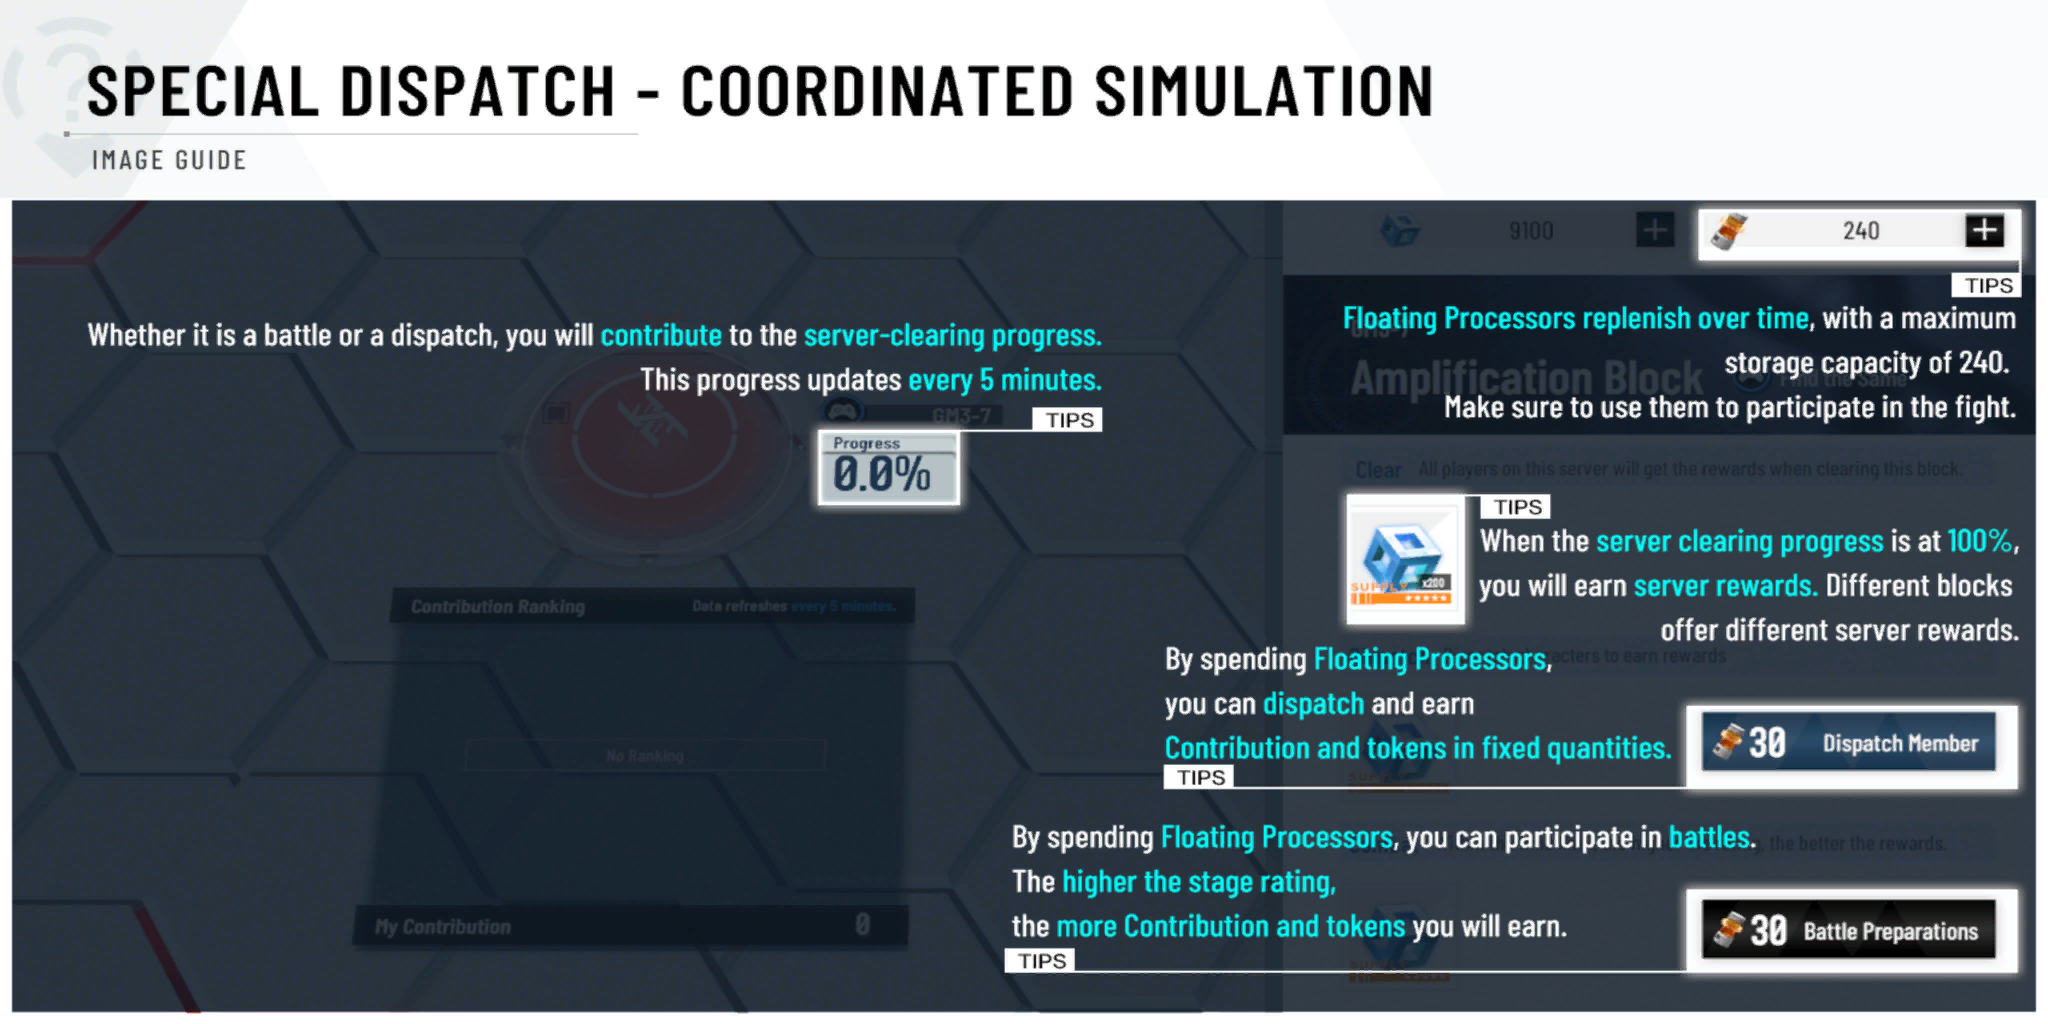 SPECIAL DISPATCH - COORDINATED SIMULATION
IMAGE GUIDE
9100
240
TIPS
Floating Processors replenish over time, with a maximum
storage capacity of 240.
Make sure to use them to participate in the fight.
Amplification Block
Whether it is a battle or a dispatch, you will contribute to the server-clearing progress.
This progress updates every 5 minutes.
TIPS
GM3-7
Progress
0.0%
Clear All players on this server will get the rewards when clearing this block.
TIPS
When the server clearing progress is at 100%,
you will earn server rewards. Different blocks
offer different server rewards.
x200
Contribution Ranking
Data refreshes every 5 minutes.
No Ranking
My Contribution
0
to earn rewards
By spending Floating Processors,
you can dispatch and earn
Contribution and tokens in fixed quantities.
TIPS
30 Dispatch Member
By spending Floating Processors, you can participate in battles.
the better the rewards.
The higher the stage rating,
the more Contribution and tokens you will earn.
TIPS
30 Battle Preparations